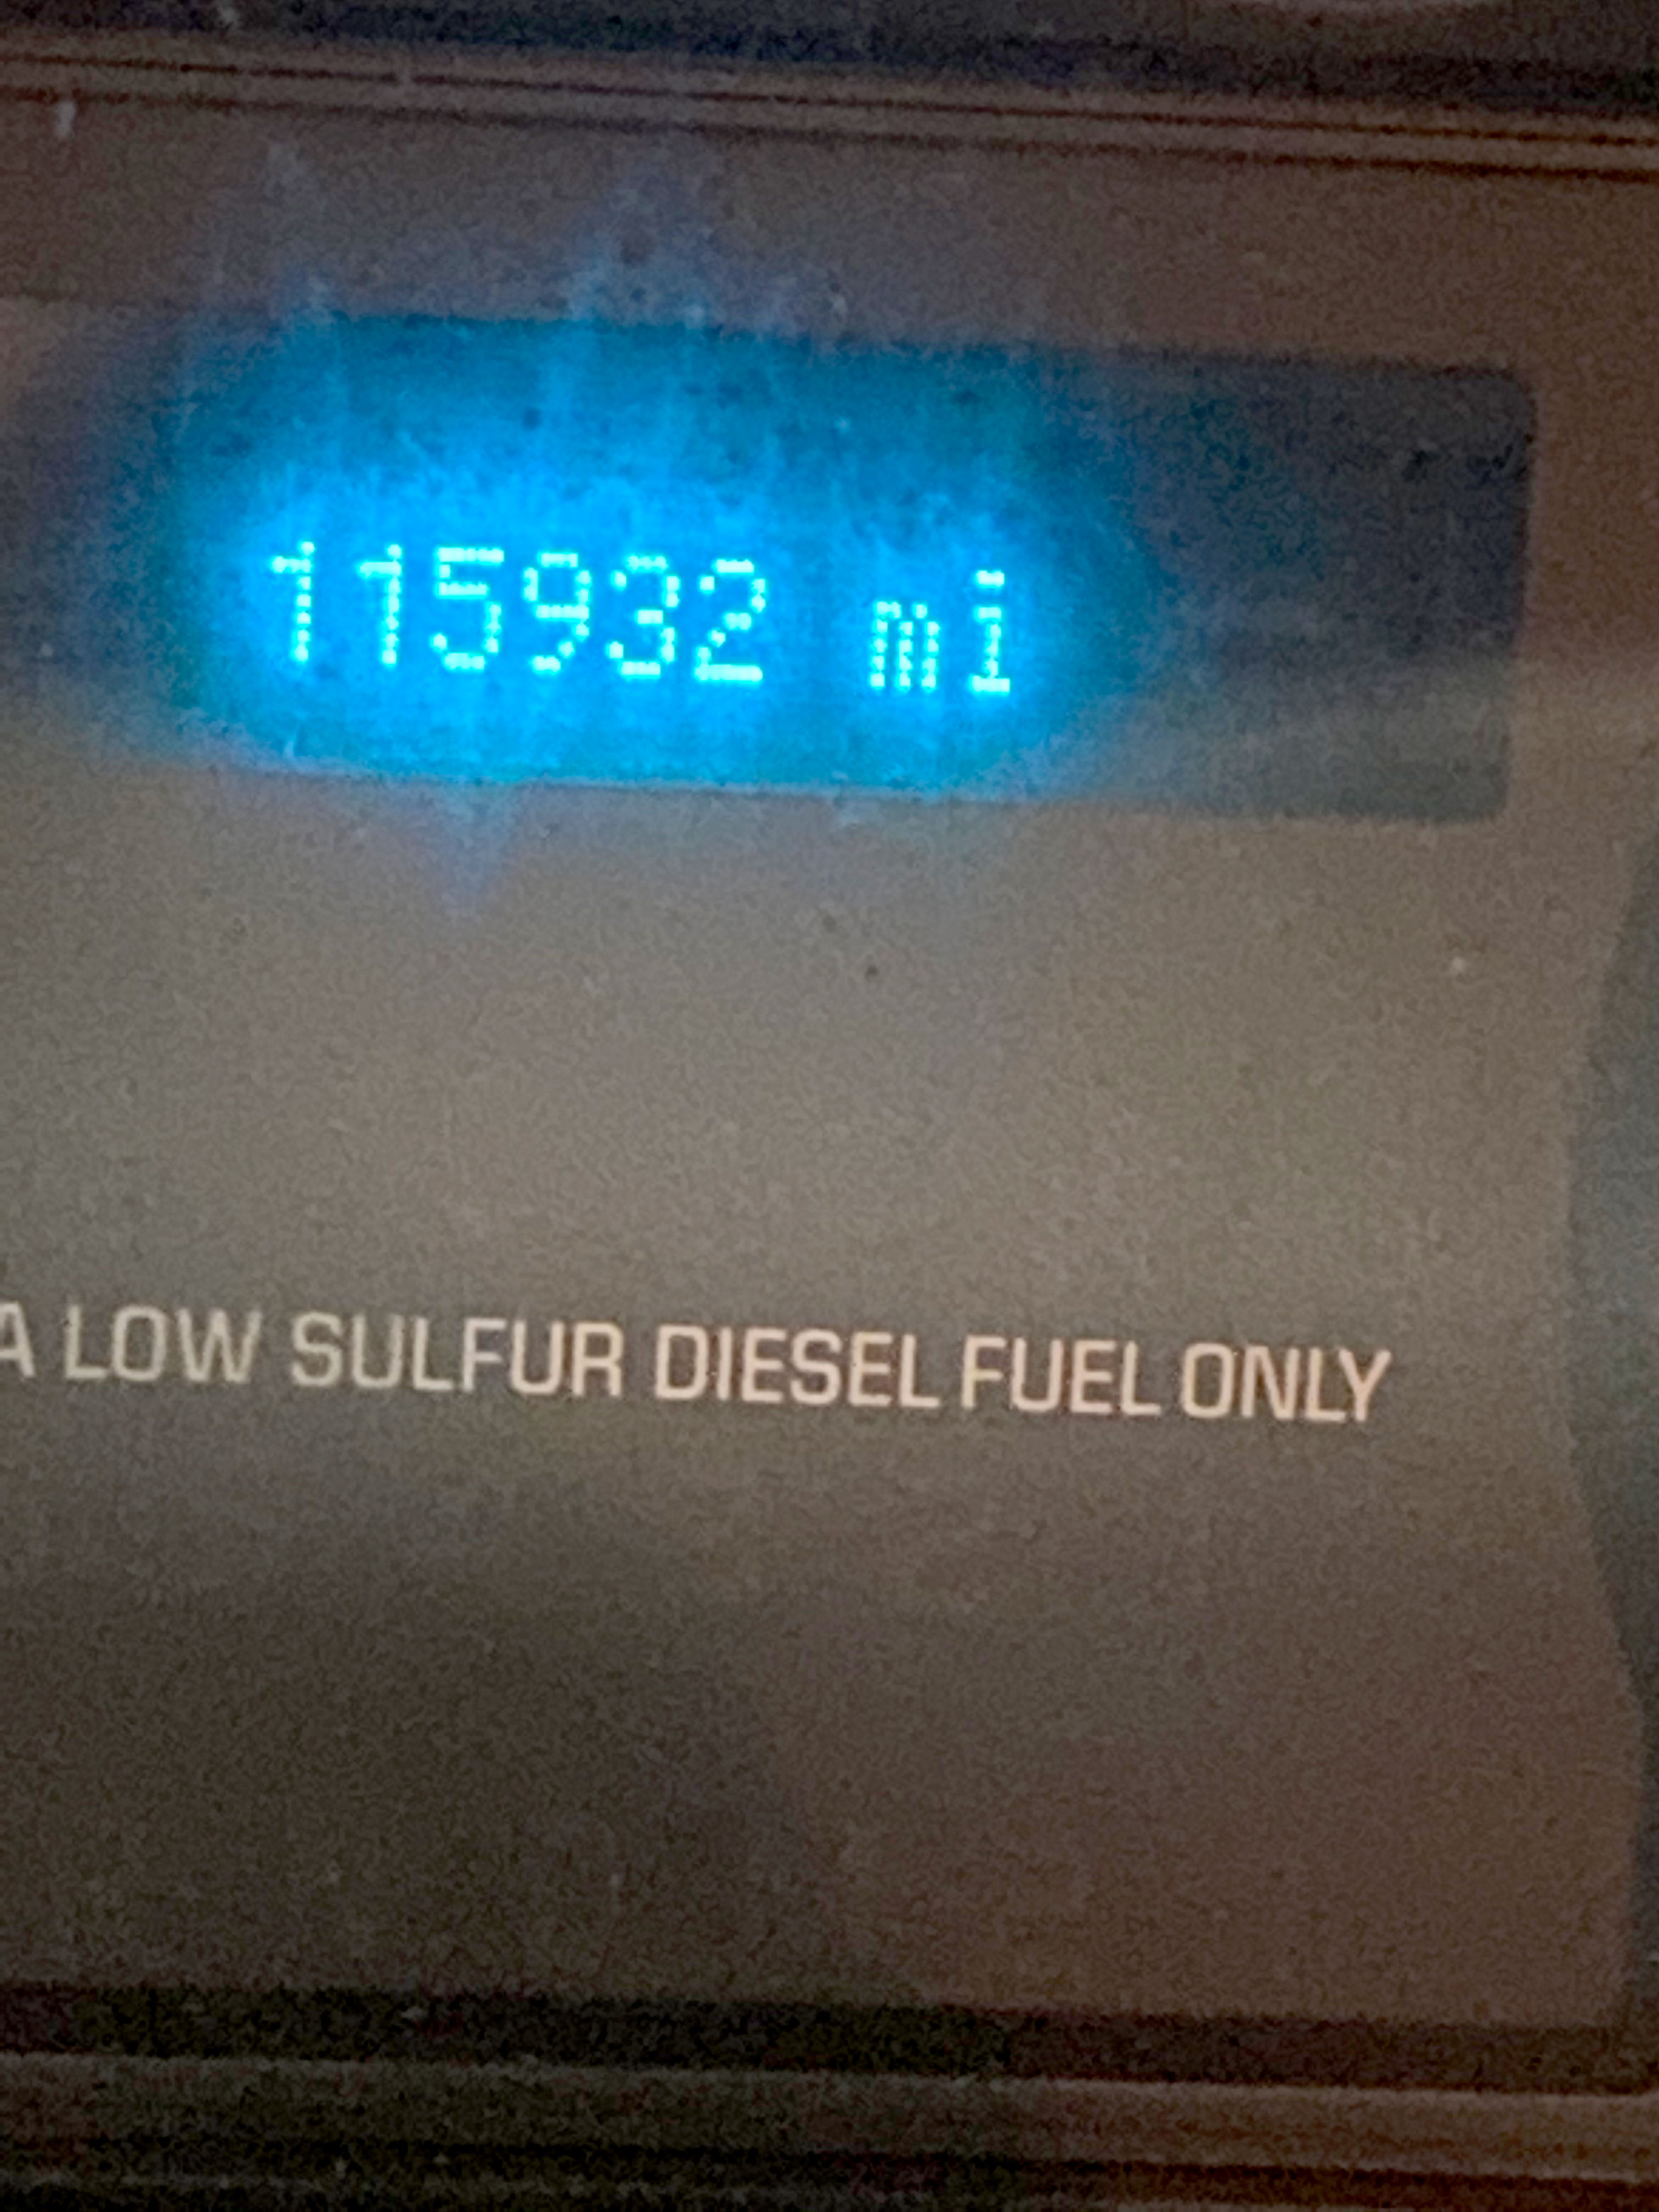 115932 mi
A LOW SULFUR DIESEL FUEL ONLY